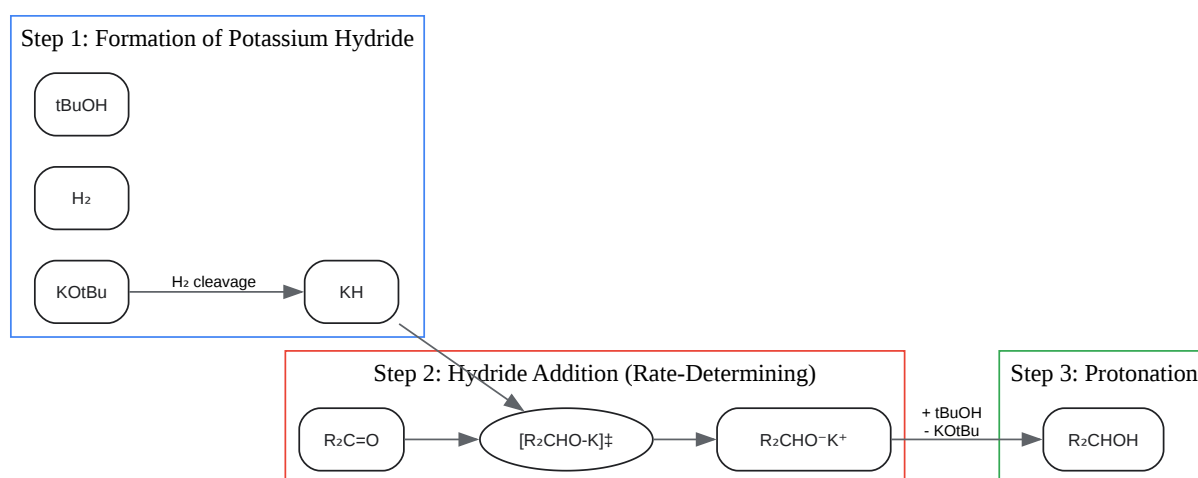 Step 1: Formation of Potassium Hydride
tBuOH
H₂
KOtBu
H₂ cleavage
KH
Step 2: Hydride Addition (Rate-Determining)
R₂C=O
[R₂CHO-K]‡
R₂CHO⁻K⁺
+ tBuOH
- KOtBu
Step 3: Protonation
R₂CHOH